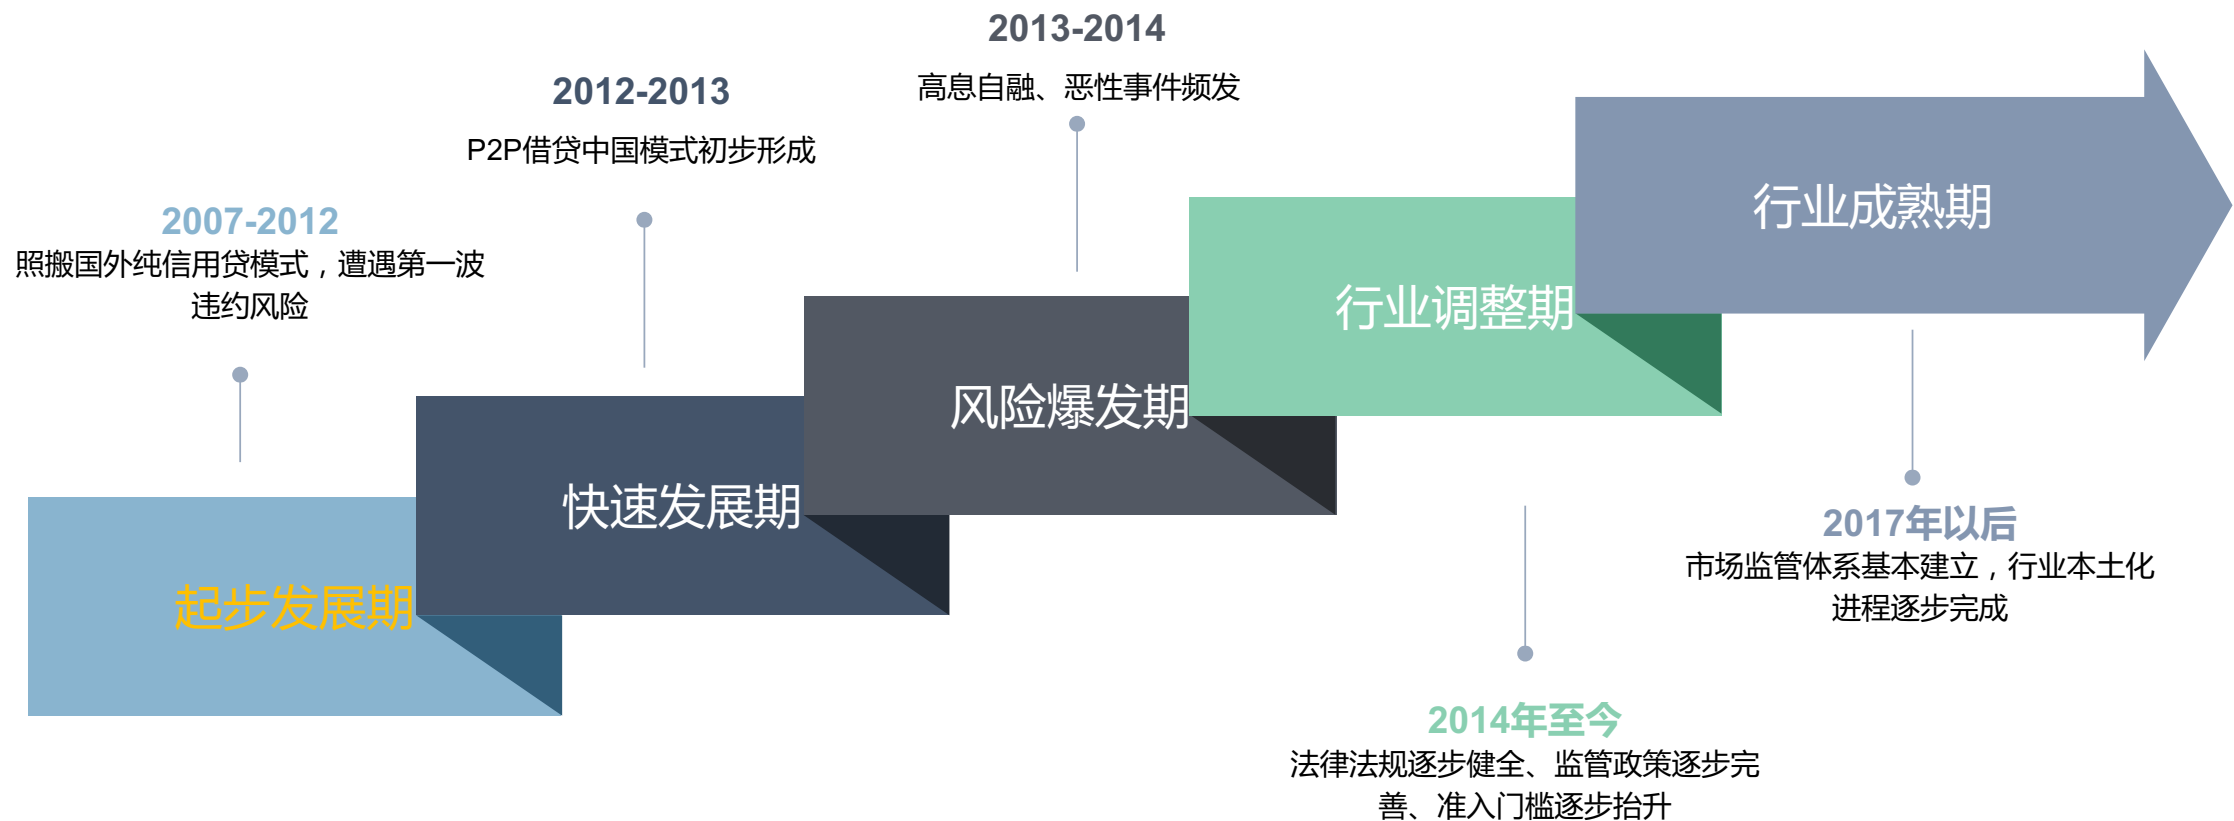 2007-2012
照搬国外纯信用贷模式，遭遇第一波
违约风险
起步发展期
2012-2013
P2P借贷中国模式初步形成
快速发展期
2013-2014
高息自融、恶性事件频发
风险爆发期
行业调整期
2014年至今
法律法规逐步健全、监管政策逐步完
善、准入门槛逐步抬升
行业成熟期
2017年以后
市场监管体系基本建立，行业本土化
进程逐步完成